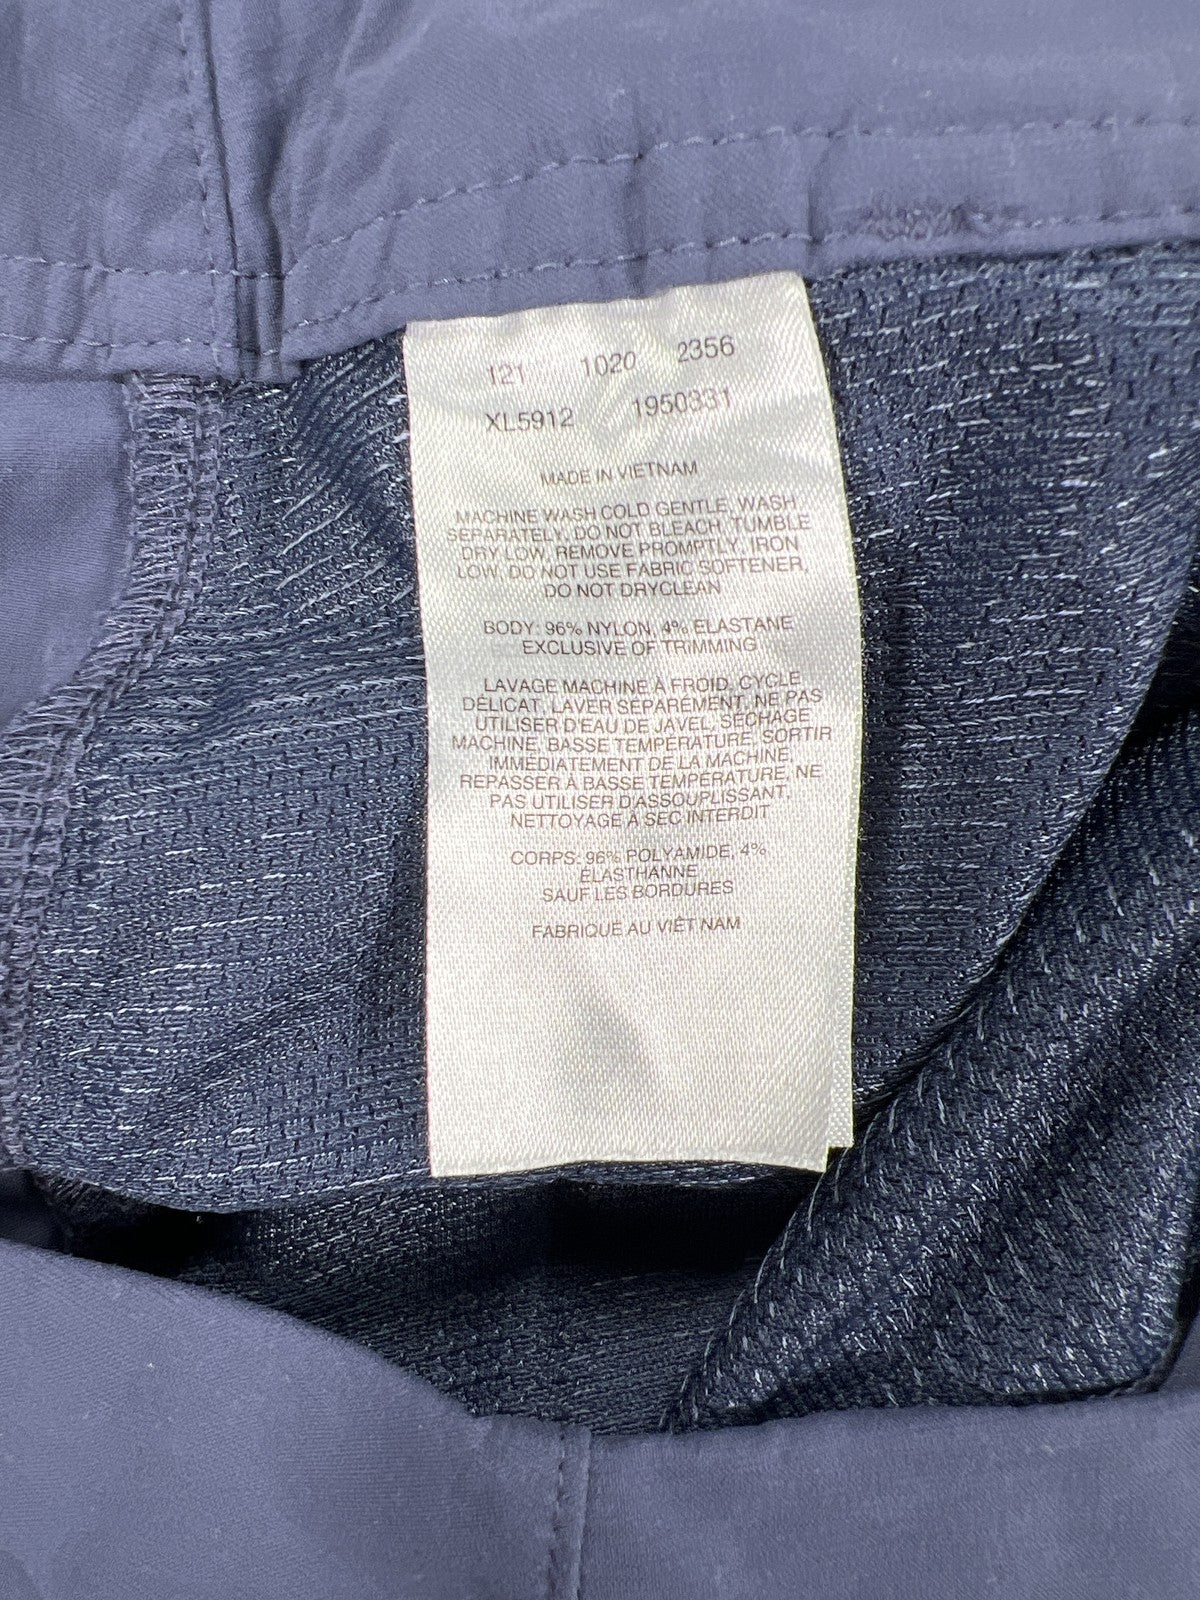 121 1020 2356
XL5912 1950331
MADE IN VIETNAM
MACHINE WASH COLD GENTLE, WASH
SEPARATELY, DO NOT BLEACH, TUMBLE
DRY LOW, REMOVE PROMPTLY, IRON
LOW, DO NOT USE FABRIC SOFTENER,
DO NOT DRYCLEAN
BODY: 96% NYLON, 4% ELASTANE
EXCLUSIVE OF TRIMMING
LAVAGE MACHINE À FROID, CYCLE
DÉLICAT, LAVER SÉPARÉMENT, NE PAS
UTILISER D'EAU DE JAVEL, SÉCHAGE
MACHINE, BASSE TEMPÉRATURE, SORTIR
IMMÉDIATEMENT DE LA MACHINE,
REPASSER À BASSE TEMPÉRATURE, NE
PAS UTILISER D'ASSOUPLISSANT,
NETTOYAGE À SEC INTERDIT
CORPS: 96% POLYAMIDE, 4%
ÉLASTHANNE
SAUF LES BORDURES
FABRIQUÉ AU VIÊT NAM